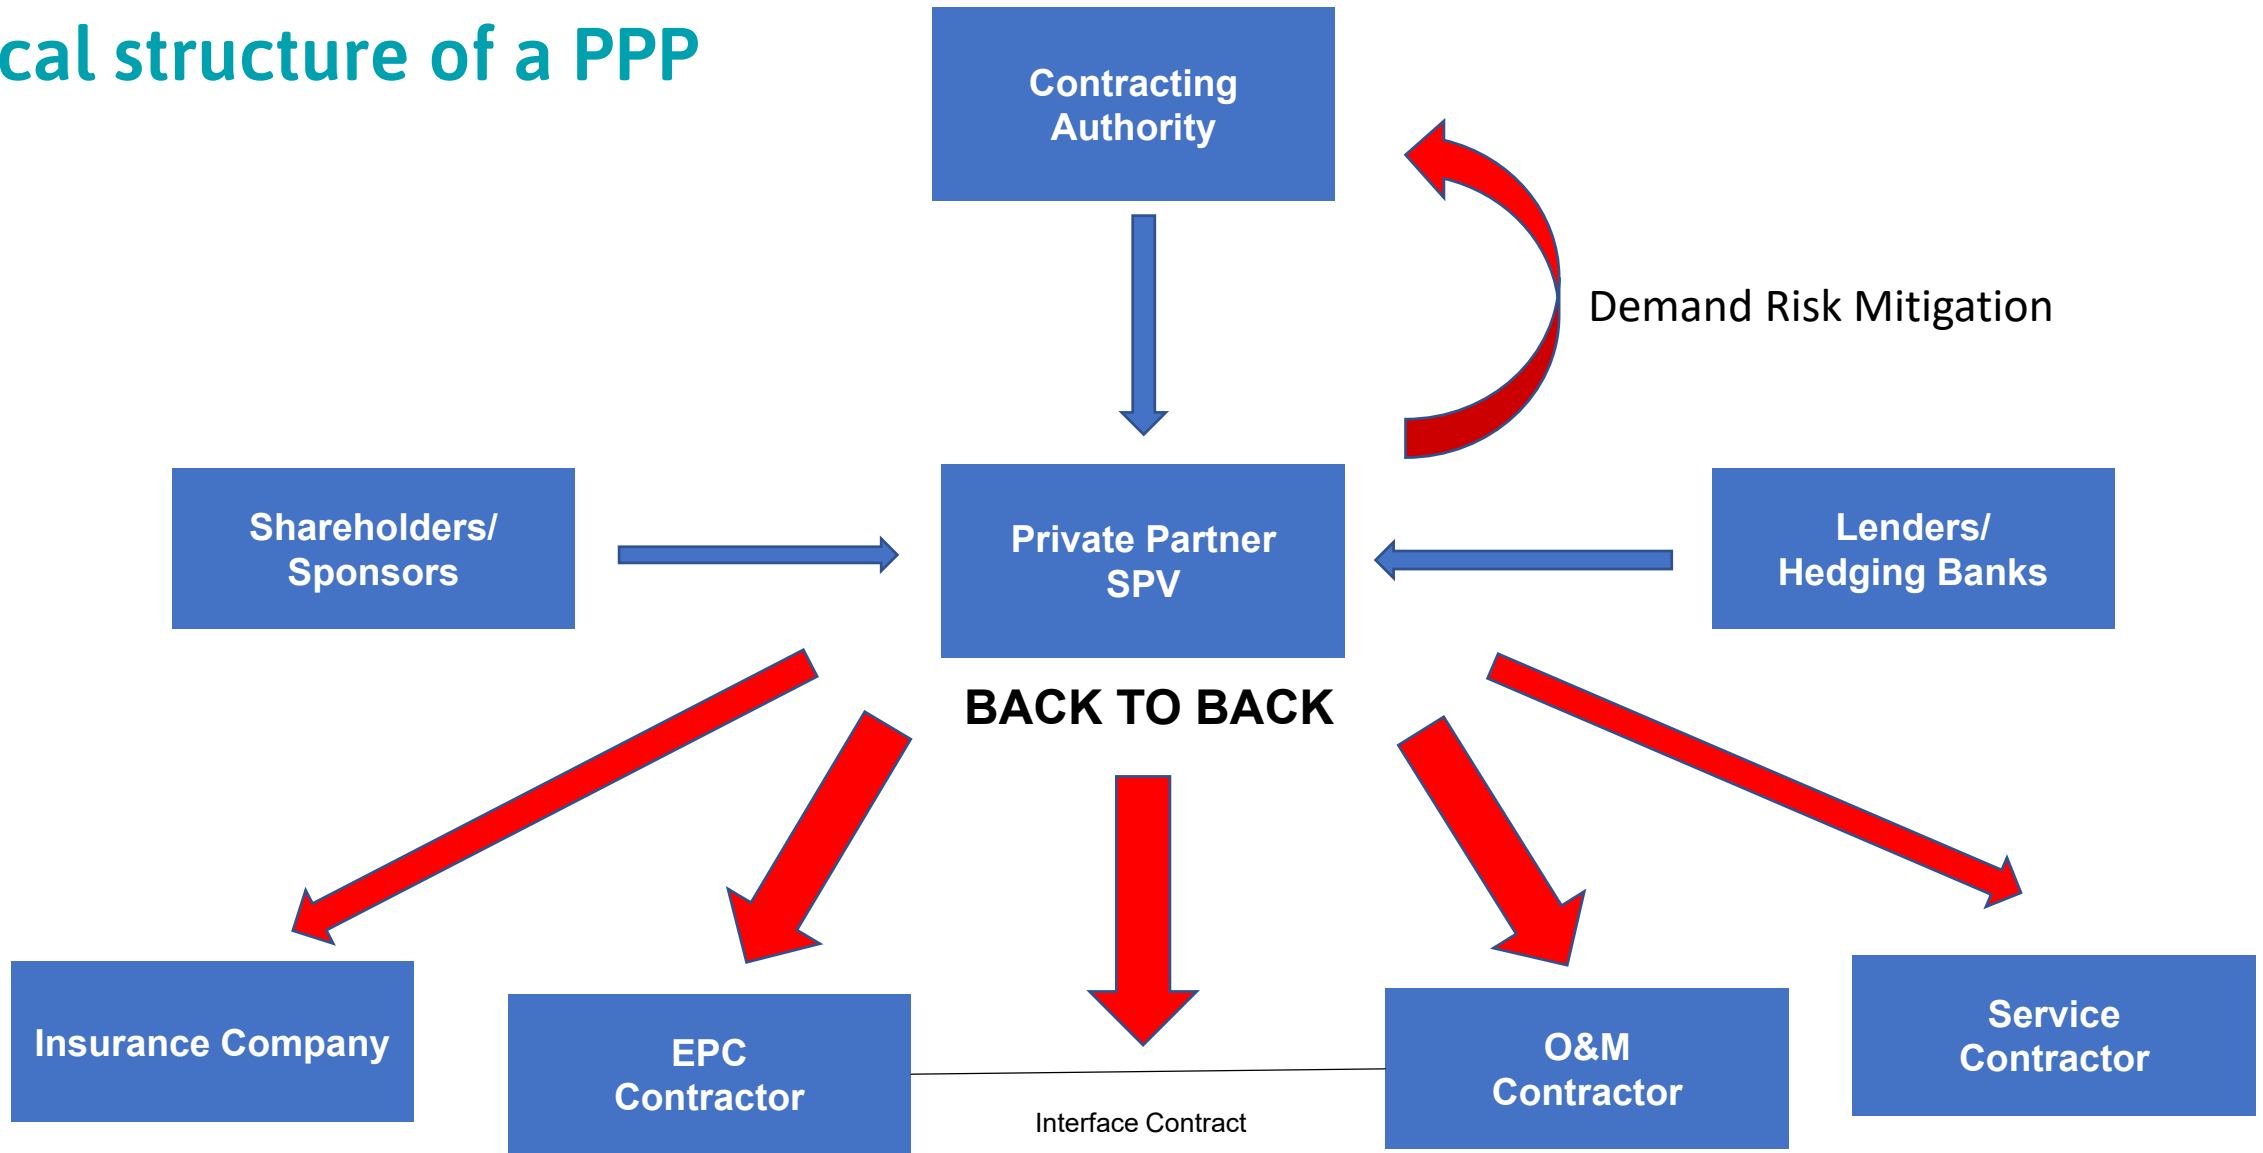 cal structure of a PPP
Contracting
Authority
Demand Risk Mitigation
Shareholders/
Sponsors
Private Partner
SPV
Lenders/
Hedging Banks
BACK TO BACK
Insurance Company
EPC
Contractor
Interface Contract
O&M
Contractor
Service
Contractor